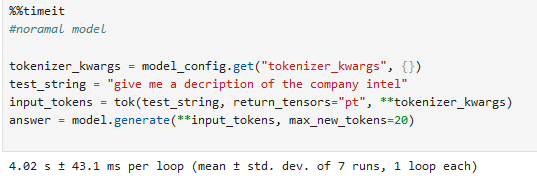 %%timeit
#noramal model
tokenizer_kwargs = model_config.get("tokenizer_kwargs", {})
test_string = "give me a decription of the company intel"
input_tokens = tok(test_string, return_tensors="pt", **tokenizer_kwargs)
answer = model.generate(**input_tokens, max_new_tokens=20)
4.02 s ± 43.1 ms per loop (mean ± std. dev. of 7 runs, 1 loop each)